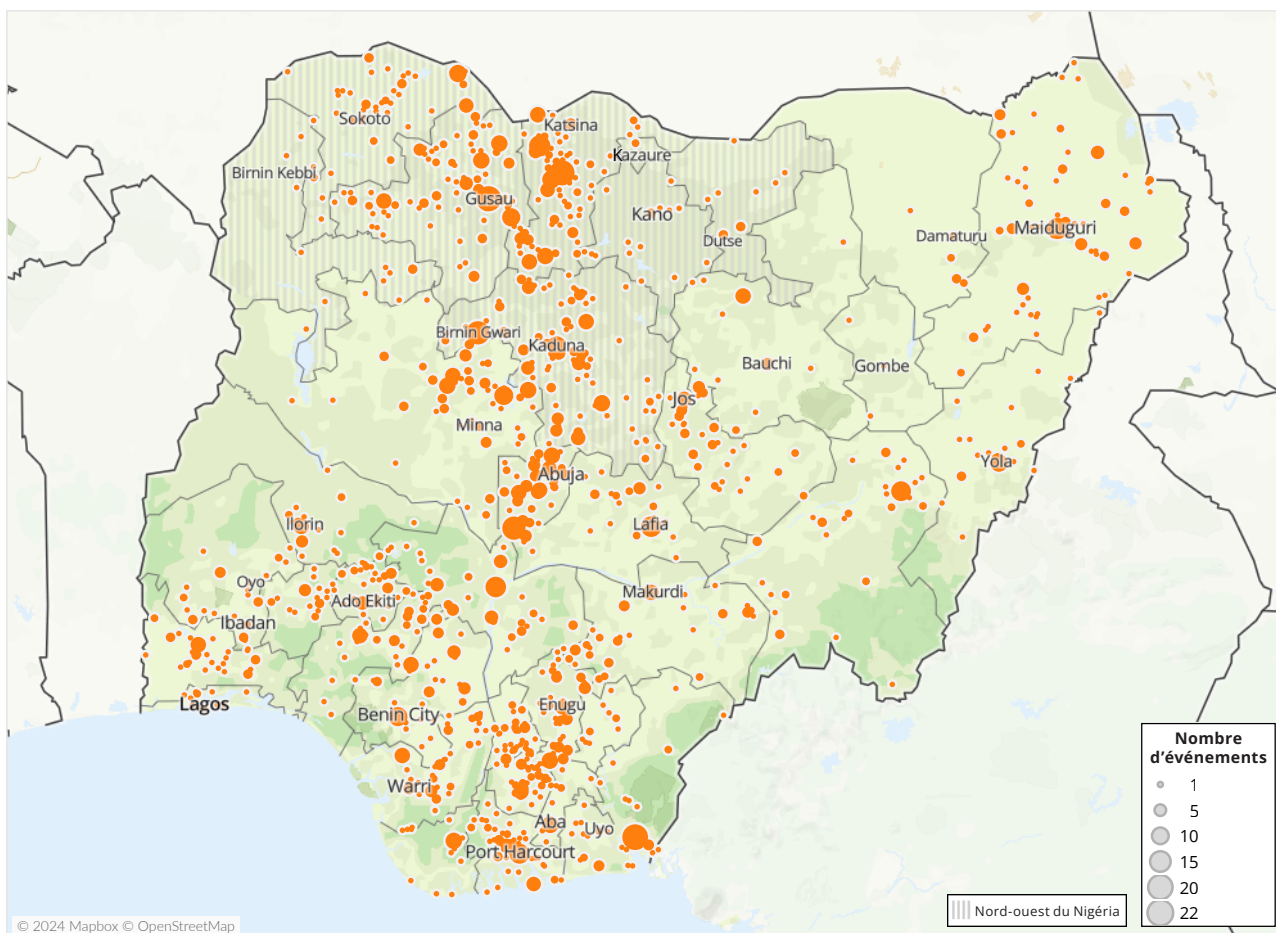 Sokoto
Katsina
Kazaure
Birnin Kebbi
Gusau
Kano
Dutse
Damaturu
Maiduguri
Birnin Gwari
Kaduna
Bauchi
Gombe
Jos
Minna
Abuja
Yola
Ilorin
Lafia
Oyo
Ado Ekiti
Makurdi
Ibadan
Lagos
Benin City
Enugu
Warri
Aba
Uyo
Port Harcourt
Nombre
d'événements
1
5
10
15
20
22
Nord-ouest du Nigéria
© 2024 Mapbox © OpenStreetMap